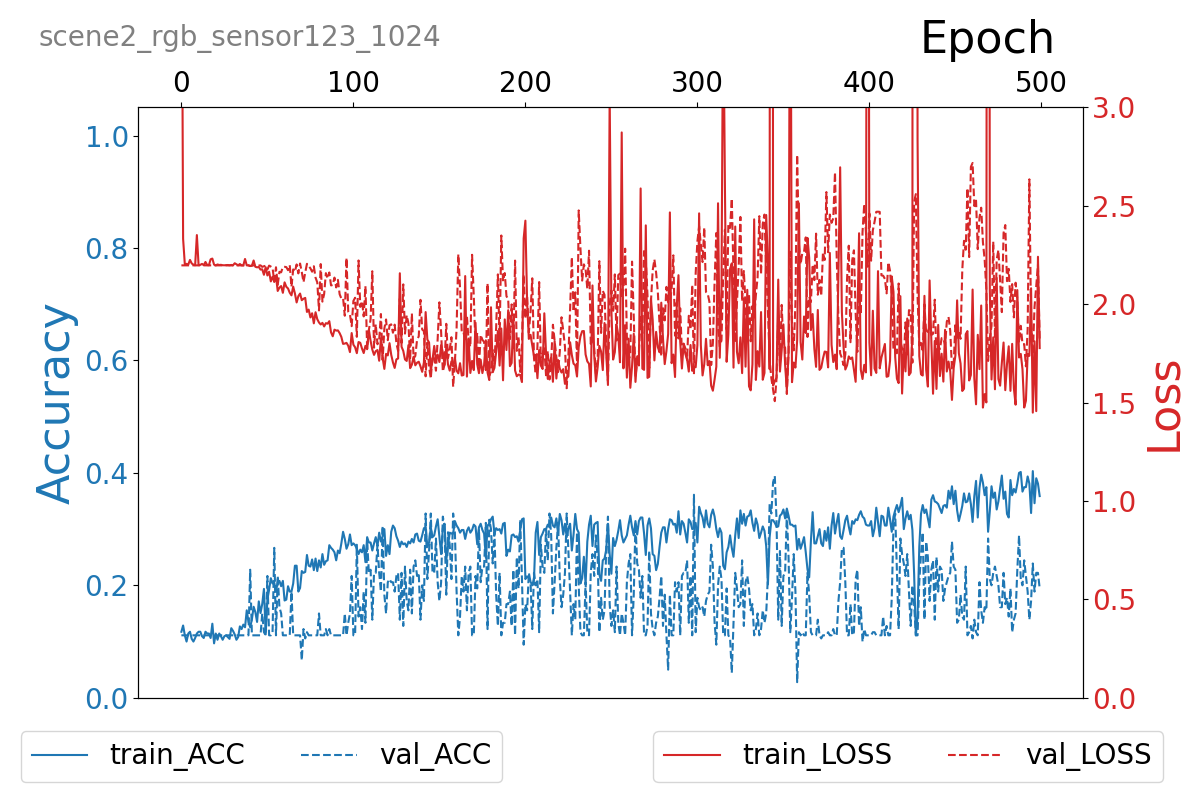 scene2_rgb_sensor123_1024
Epoch
0 100 200 300 400 500
Accuracy
1.0
0.8
0.6
0.4
0.2
0.0
3.0
2.5
2.0
1.5
1.0
0.5
0.0
Loss
train_ACC val_ACC
train_LOSS val_LOSS